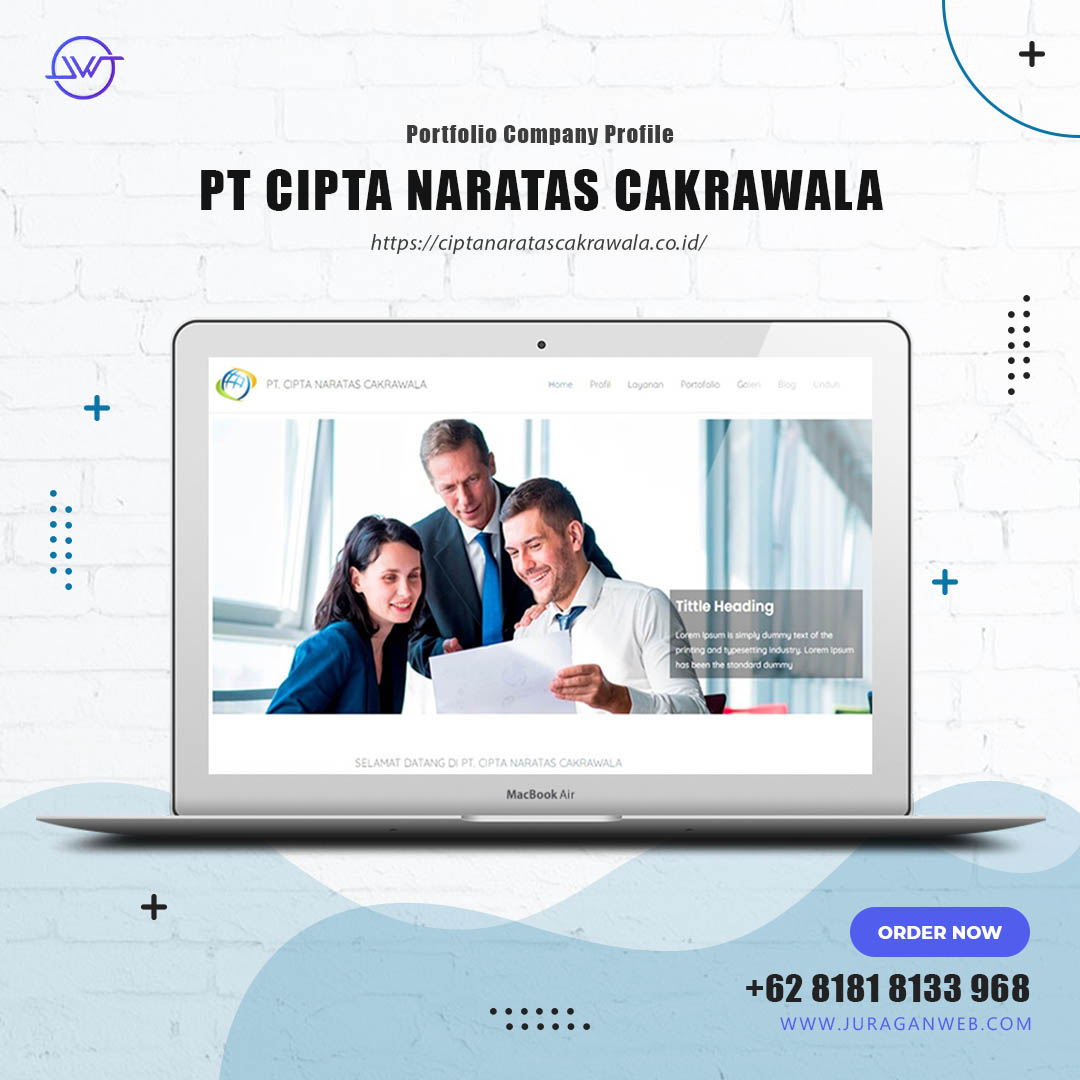 JWT
Portfolio Company Profile
PT CIPTA NARATAS CAKRAWALA
https://ciptanaratascakrawala.co.id/
PT. CIPTA NARATAS CAKRAWALA
Home Profil Layanan Portofolio Galeri Blog Unduh
Tittle Heading
Lorem Ipsum is simply dummy text of the
printing and typesetting industry. Lorem Ipsum
has been the standard dummy
SELAMAT DATANG DI PT. CIPTA NARATAS CAKRAWALA
MacBook Air
ORDER NOW
+62 8181 8133 968
WWW.JURAGANWEB.COM